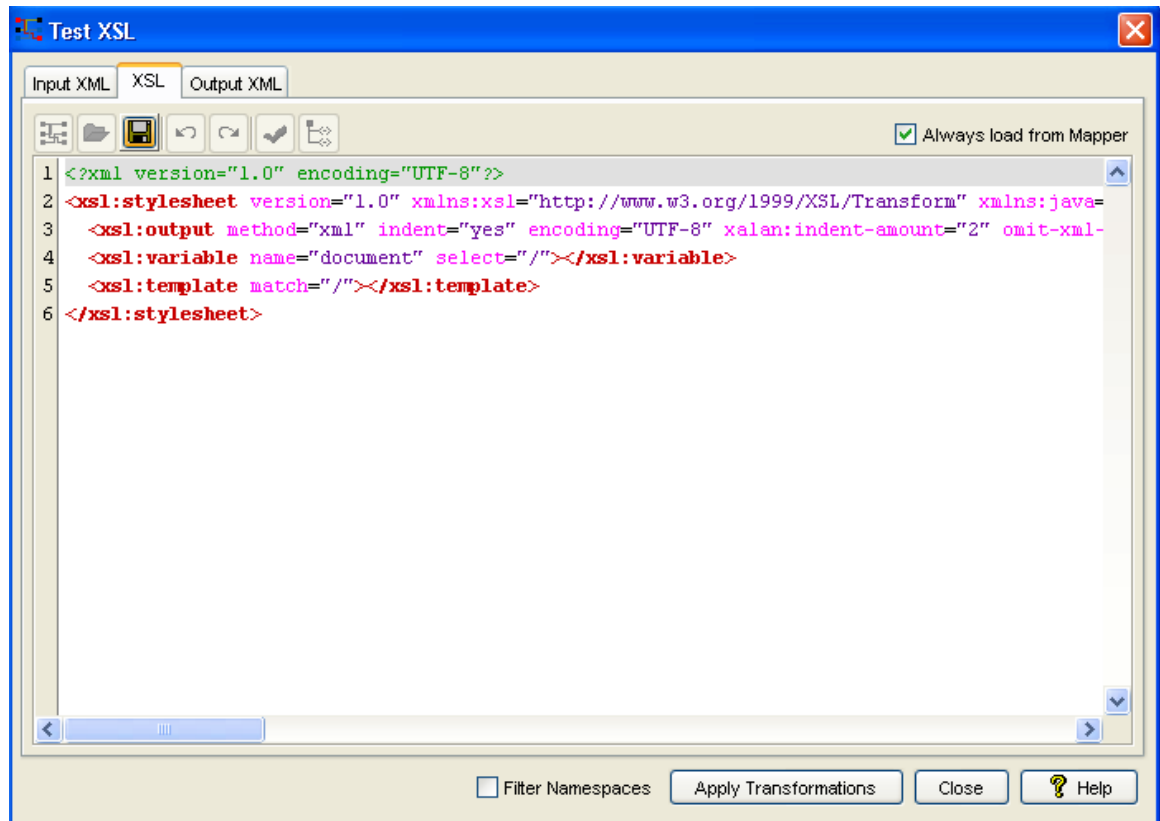 Test XSL
Input XML XSL Output XML
Always load from Mapper
1 <?xml version="1.0" encoding="UTF-8"?>
2 <xsl:stylesheet version="1.0" xmlns:xsl="http://www.w3.org/1999/XSL/Transform" xmlns:java=
3 <xsl:output method="xml" indent="yes" encoding="UTF-8" xalan:indent-amount="2" omit-xml-
4 <xsl:variable name="document" select="/"></xsl:variable>
5 <xsl:template match="/"></xsl:template>
6 </xsl:stylesheet>
Filter Namespaces Apply Transformations Close Help